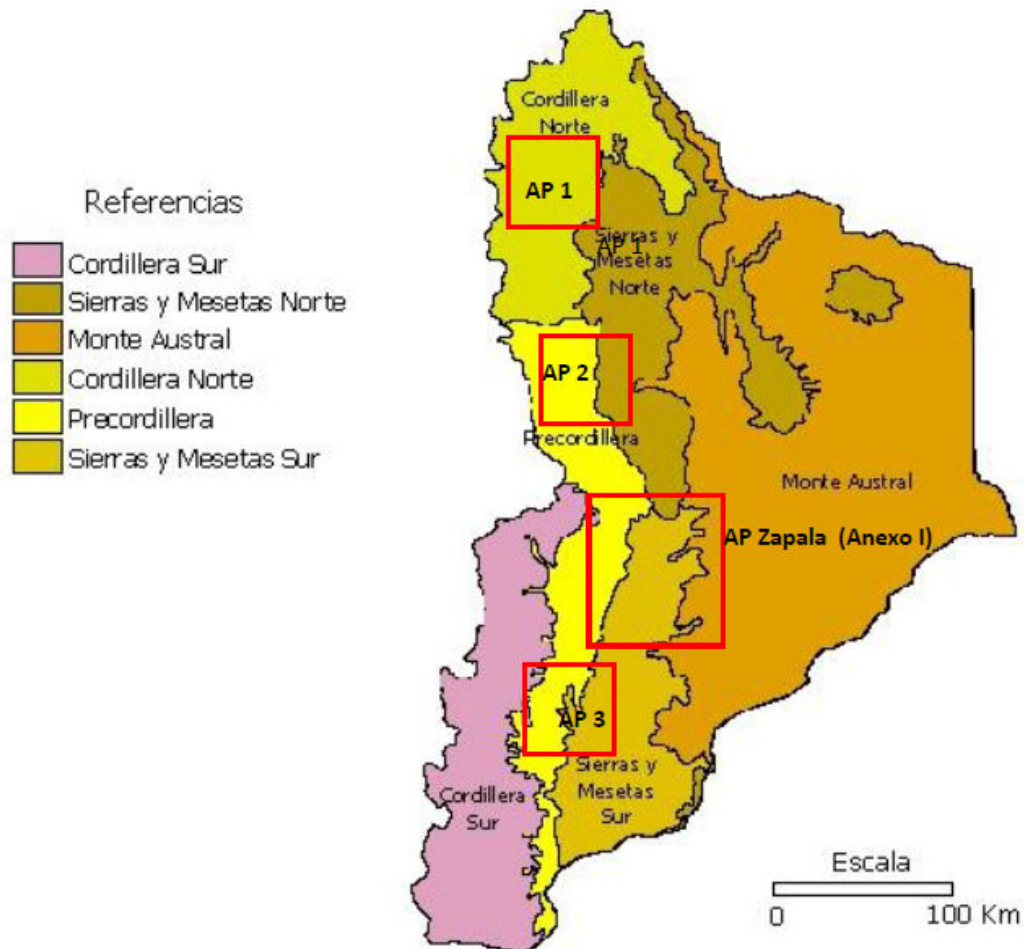 Referencias
Cordillera Sur
Sierras y Mesetas Norte
Monte Austral
Cordillera Norte
Precordillera
Sierras y Mesetas Sur
Cordillera
Norte
AP 1
Sierras y
AP 1
Mesetas
Norte
AP 2
Precordillera
Monte Austral
AP Zapala (Anexo I)
AP 3
Sierras y
Mesetas
Sur
Cordillera
Sur
Escala
0 100 Km